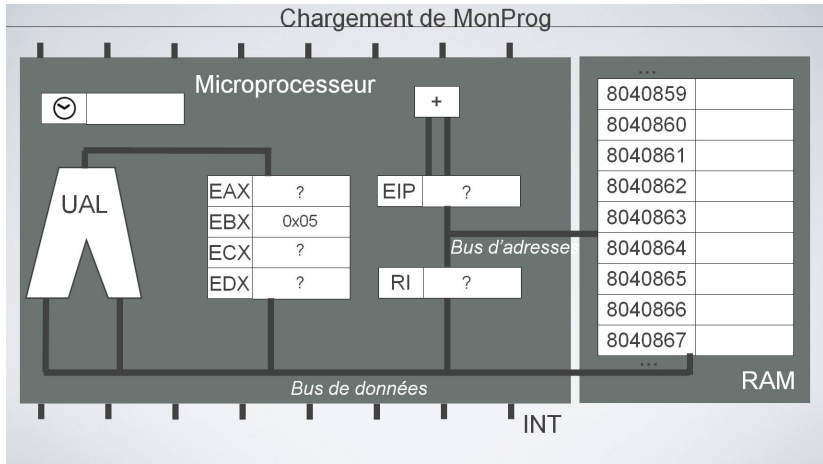 Chargement de MonProg
Microprocesseur
+
UAL
EAX ?
EBX 0x05
ECX ?
EDX ?
EIP ?
Bus d'adresses
RI ?
Bus de données
INT
...
8040859
8040860
8040861
8040862
8040863
8040864
8040865
8040866
8040867
...
RAM